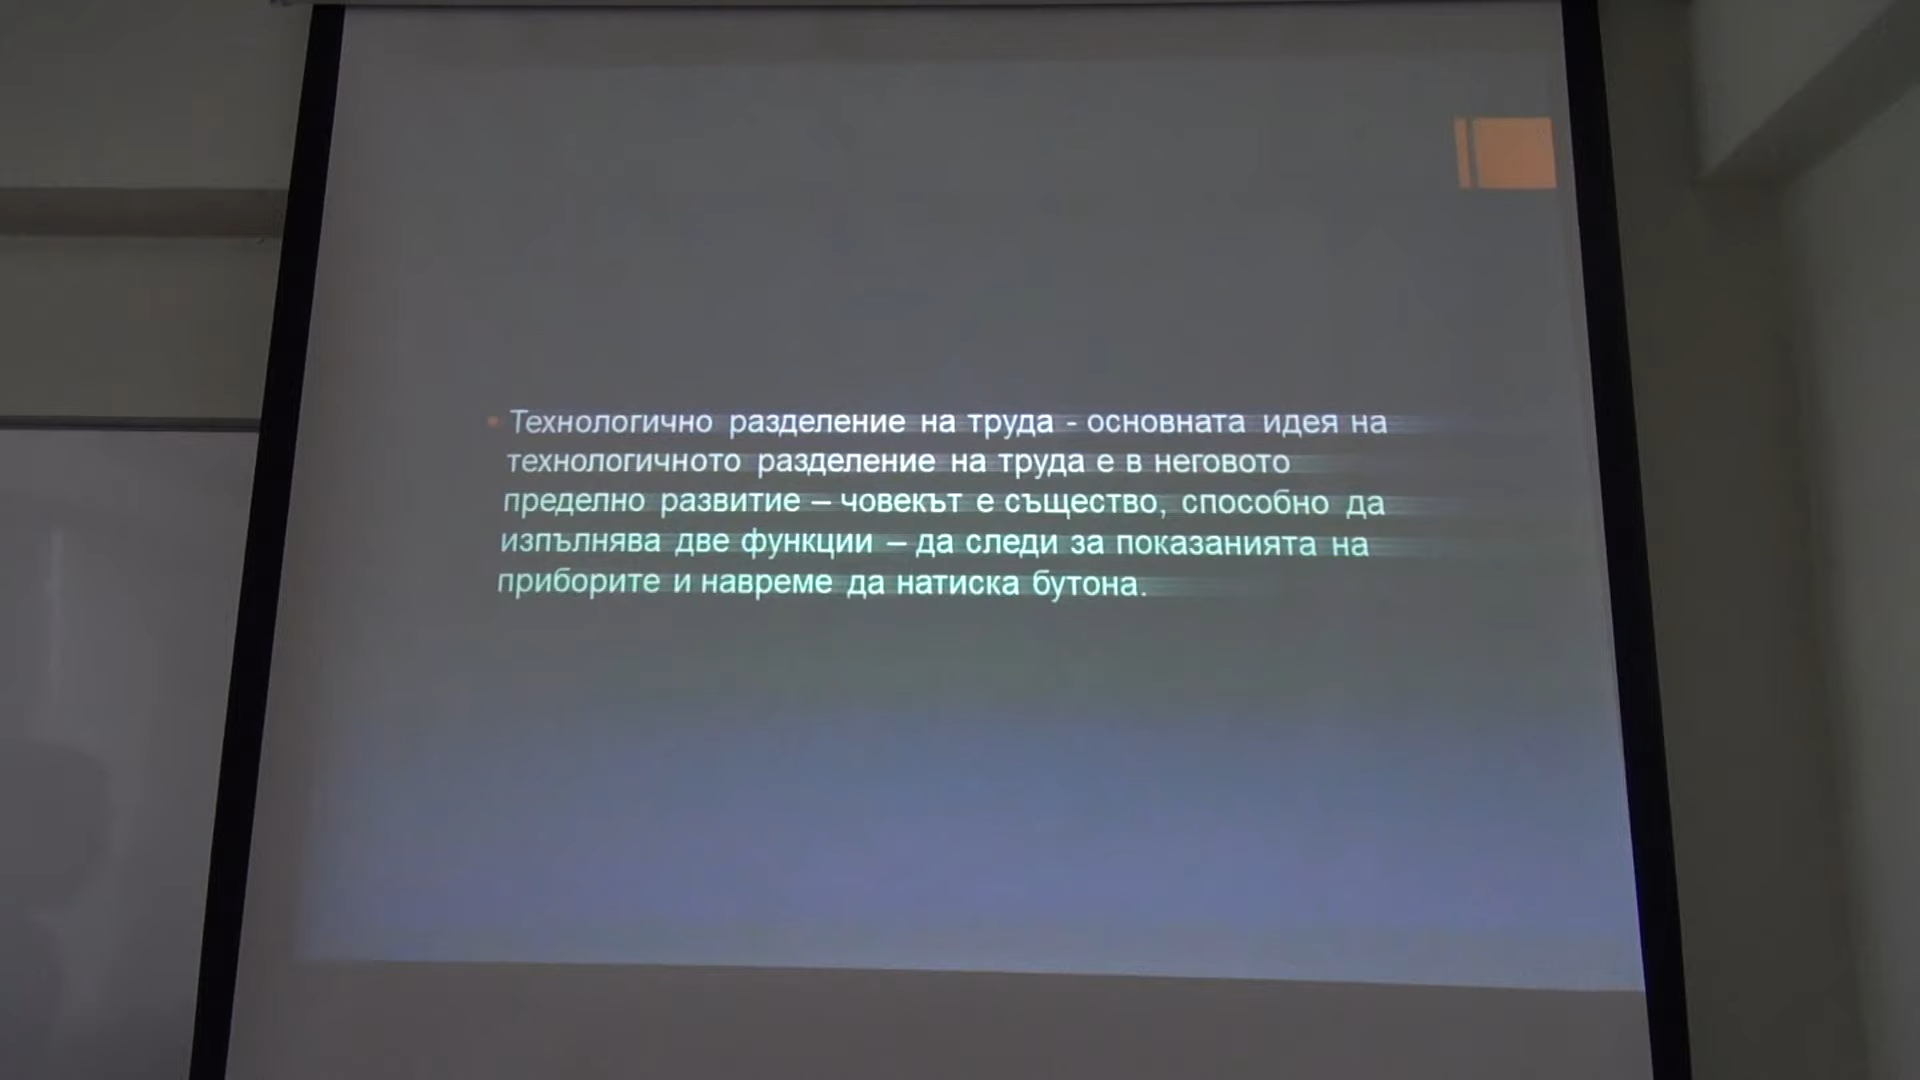 Технологично разделение на труда - основната идея на
технологичното разделение на труда е в неговото
пределно развитие – човекът е същество, способно да
изпълнява две функции – да следи за показанията на
приборите и навреме да натиска бутона.